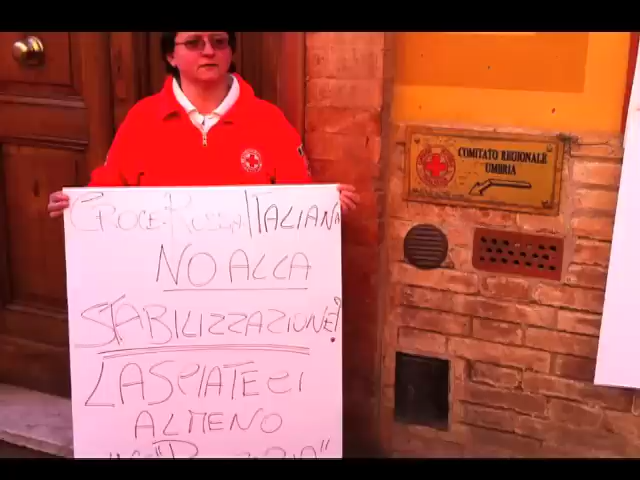 CROCE ROSSA ITALIANA
NO ALLA
STABILIZZAZIONE?
LASCIATECI
ALMENO
COMITATO REGIONALE
UMBRIA